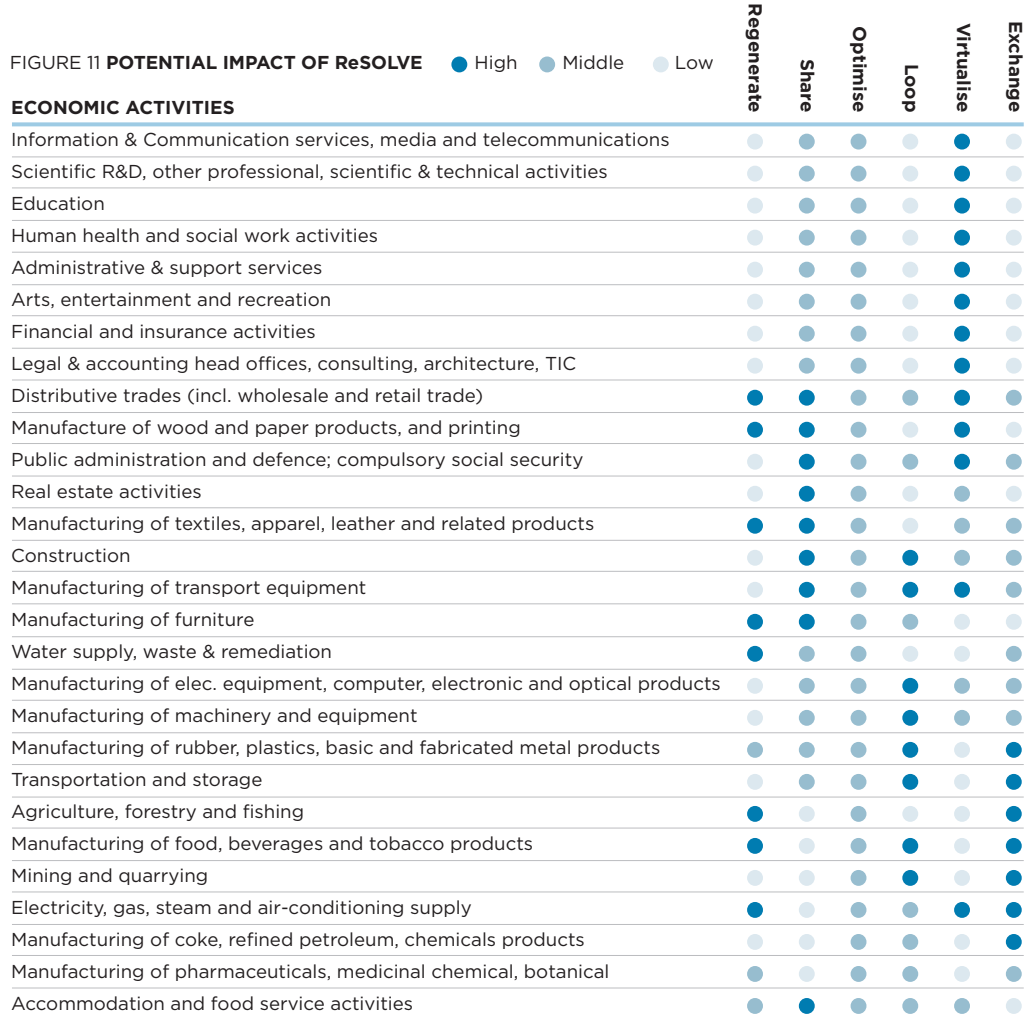 FIGURE 11 POTENTIAL IMPACT OF ReSOLVE High Middle Low
Regenerate
Share
Optimise
Loop
Virtualise
Exchange
ECONOMIC ACTIVITIES
Information & Communication services, media and telecommunications
Scientific R&D, other professional, scientific & technical activities
Education
Human health and social work activities
Administrative & support services
Arts, entertainment and recreation
Financial and insurance activities
Legal & accounting head offices, consulting, architecture, TIC
Distributive trades (incl. wholesale and retail trade)
Manufacture of wood and paper products, and printing
Public administration and defence; compulsory social security
Real estate activities
Manufacturing of textiles, apparel, leather and related products
Construction
Manufacturing of transport equipment
Manufacturing of furniture
Water supply, waste & remediation
Manufacturing of elec. equipment, computer, electronic and optical products
Manufacturing of machinery and equipment
Manufacturing of rubber, plastics, basic and fabricated metal products
Transportation and storage
Agriculture, forestry and fishing
Manufacturing of food, beverages and tobacco products
Mining and quarrying
Electricity, gas, steam and air-conditioning supply
Manufacturing of coke, refined petroleum, chemicals products
Manufacturing of pharmaceuticals, medicinal chemical, botanical
Accommodation and food service activities